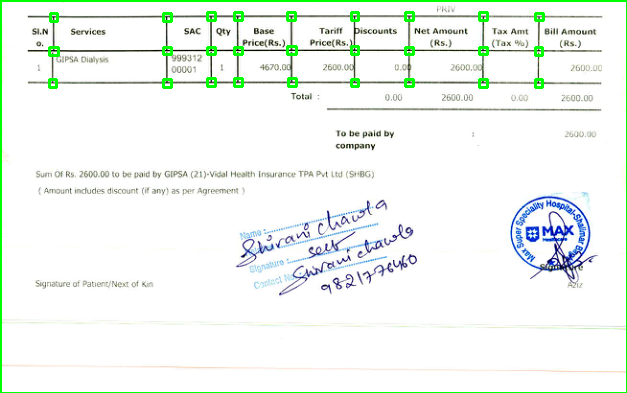 PRIV
Sl.No. Services SAC Qty Base Price(Rs.) Tariff Price(Rs.) Discounts Net Amount (Rs.) Tax Amt (Tax %) Bill Amount (Rs.)
1 GIPSA Dialysis 99931200001 1 4670.00 2600.00 0.00 2600.00 2600.00
Total : 0.00 2600.00 0.00 2600.00
To be paid by company : 2600.00
Sum Of Rs. 2600.00 to be paid by GIPSA (21)-Vidal Health Insurance TPA Pvt Ltd (SHBG)
( Amount includes discount (if any) as per Agreement )
Name :
Shivani chawla
self
Signature :
Shivani chawla
Contact No
9821776460
Max Super Speciality Hospital-Shalimar Bagh
MAX
Healthcare
Signature
Signature of Patient/Next of Kin
Aziz